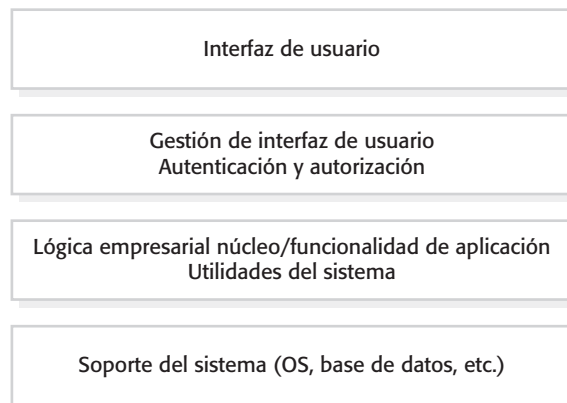 Interfaz de usuario
Gestión de interfaz de usuario
Autenticación y autorización
Lógica empresarial núcleo/funcionalidad de aplicación
Utilidades del sistema
Soporte del sistema (OS, base de datos, etc.)